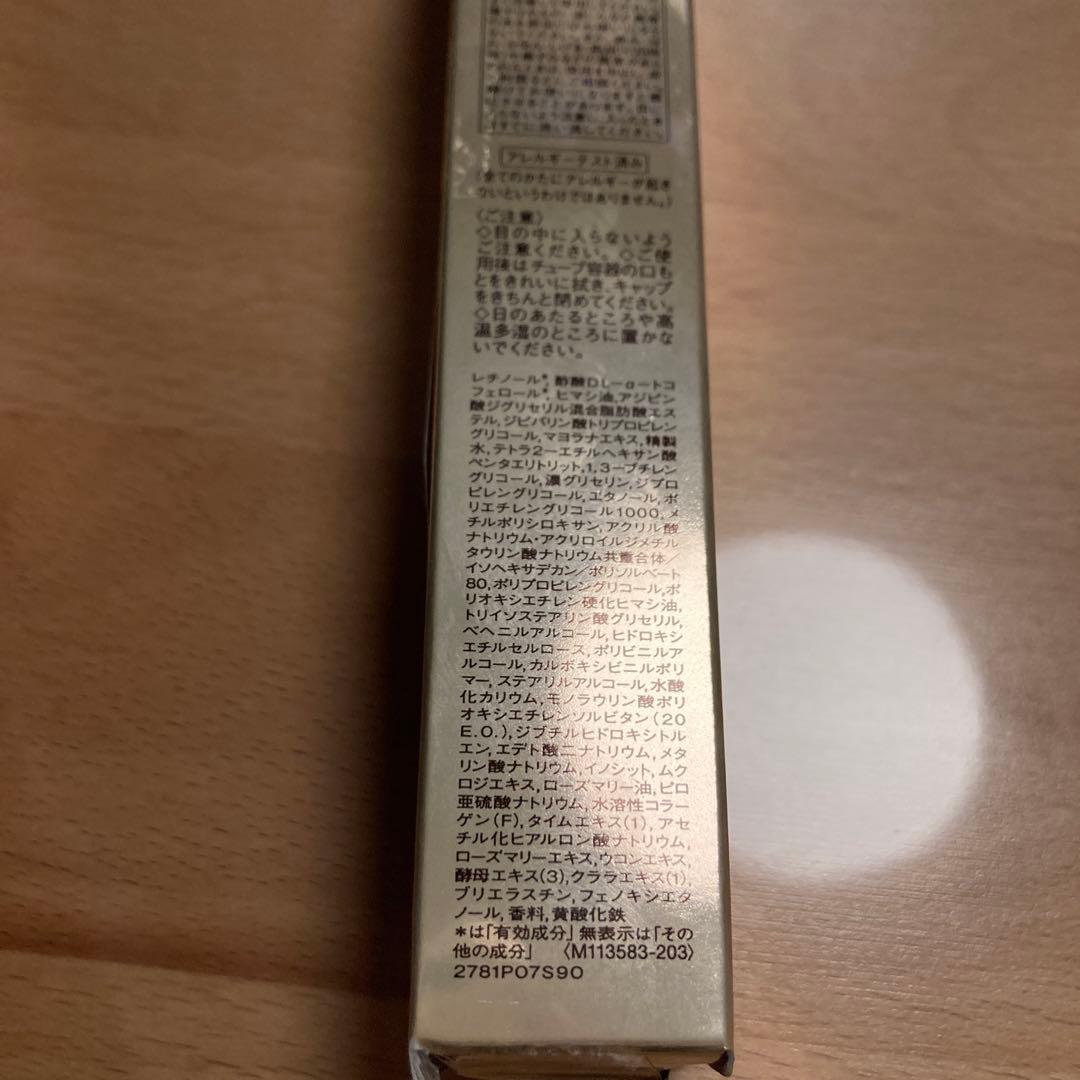 すぐに洗い流してください。
アレルギーテスト済み
(全てのかたにアレルギーが起き
ないというわけではありません。)
〈ご注意〉
◇目の中に入らないよう
ご注意ください。◇ご使
用後はチューブ容器の口も
とをきれいに拭き、キャップ
をきちんと閉めてください。
◇日のあたるところや高
温多湿のところに置かな
いでください。
レチノール*,酢酸DL-α-トコ
フェロール*,ヒマシ油,アジピン
酸ジグリセリル混合脂肪酸エス
テル,ジピバリン酸トリプロピレン
グリコール,マヨラナエキス,精製
水,テトラ2-エチルヘキサン酸
ペンタエリトリット,1,3-ブチレン
グリコール,濃グリセリン,ジプロ
ピレングリコール,エタノール,ポ
リエチレングリコール1000,メ
チルポリシロキサン,アクリル酸
ナトリウム・アクリロイルジメチル
タウリン酸ナトリウム共重合体/
イソヘキサデカン/ポリソルベート
80,ポリプロピレングリコール,ポ
リオキシエチレン硬化ヒマシ油,
トリイソステアリン酸グリセリル,
ベヘニルアルコール,ヒドロキシ
エチルセルロース,ポリビニルア
ルコール,カルボキシビニルポリ
マー,ステアリルアルコール,水酸
化カリウム,モノラウリン酸ポリ
オキシエチレンソルビタン(20
E.O.),ジブチルヒドロキシトル
エン,エデト酸二ナトリウム,メタ
リン酸ナトリウム,イノシット,ムク
ロジエキス,ローズマリー油,ピロ
亜硫酸ナトリウム,水溶性コラー
ゲン(F),タイムエキス(1),アセ
チル化ヒアルロン酸ナトリウム,
ローズマリーエキス,ウコンエキス,
酵母エキス(3),クララエキス(1),
ブリエラスチン,フェノキシエタ
ノール,香料,黄酸化鉄
*は「有効成分」無表示は「その
他の成分」 〈M113583-203〉
2781P07S90